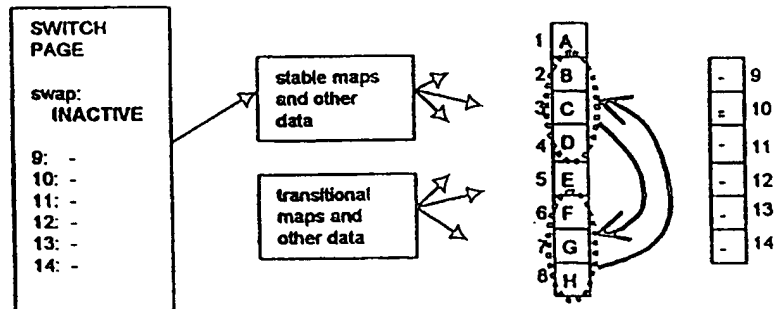 SWITCH
PAGE
swap:
INACTIVE
9: -
10: -
11: -
12: -
13: -
14: -
stable maps
and other
data
transitional
maps and
other data
1 A
2 B
3 C
4 D
5 E
6 F
7 G
8 H
- 9
= 10
- 11
- 12
- 13
- 14